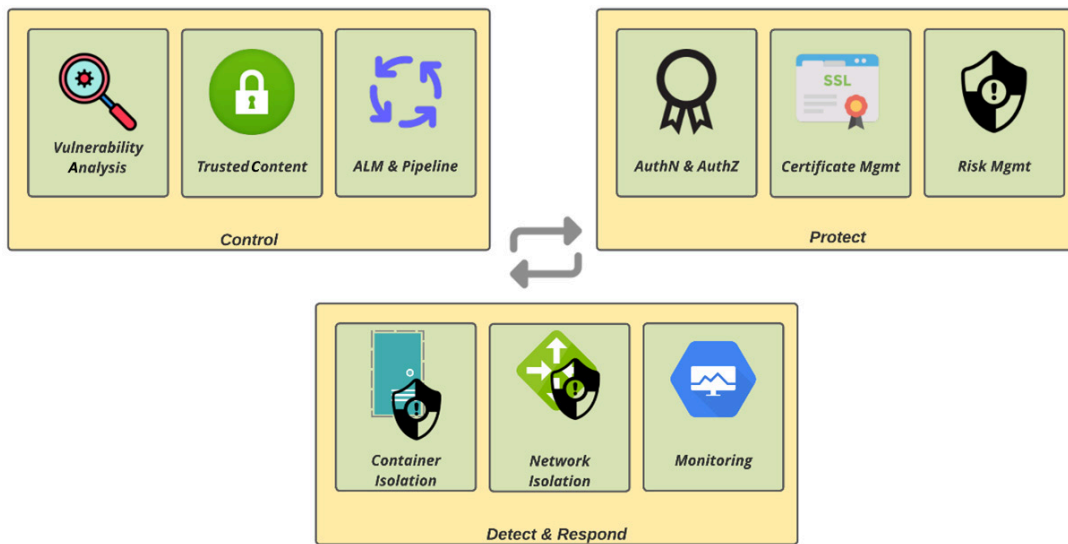 Vulnerability
Analysis
Trusted Content
ALM & Pipeline
Control
SSL
AuthN & AuthZ
Certificate Mgmt
Risk Mgmt
Protect
Container
Isolation
Network
Isolation
Monitoring
Detect & Respond